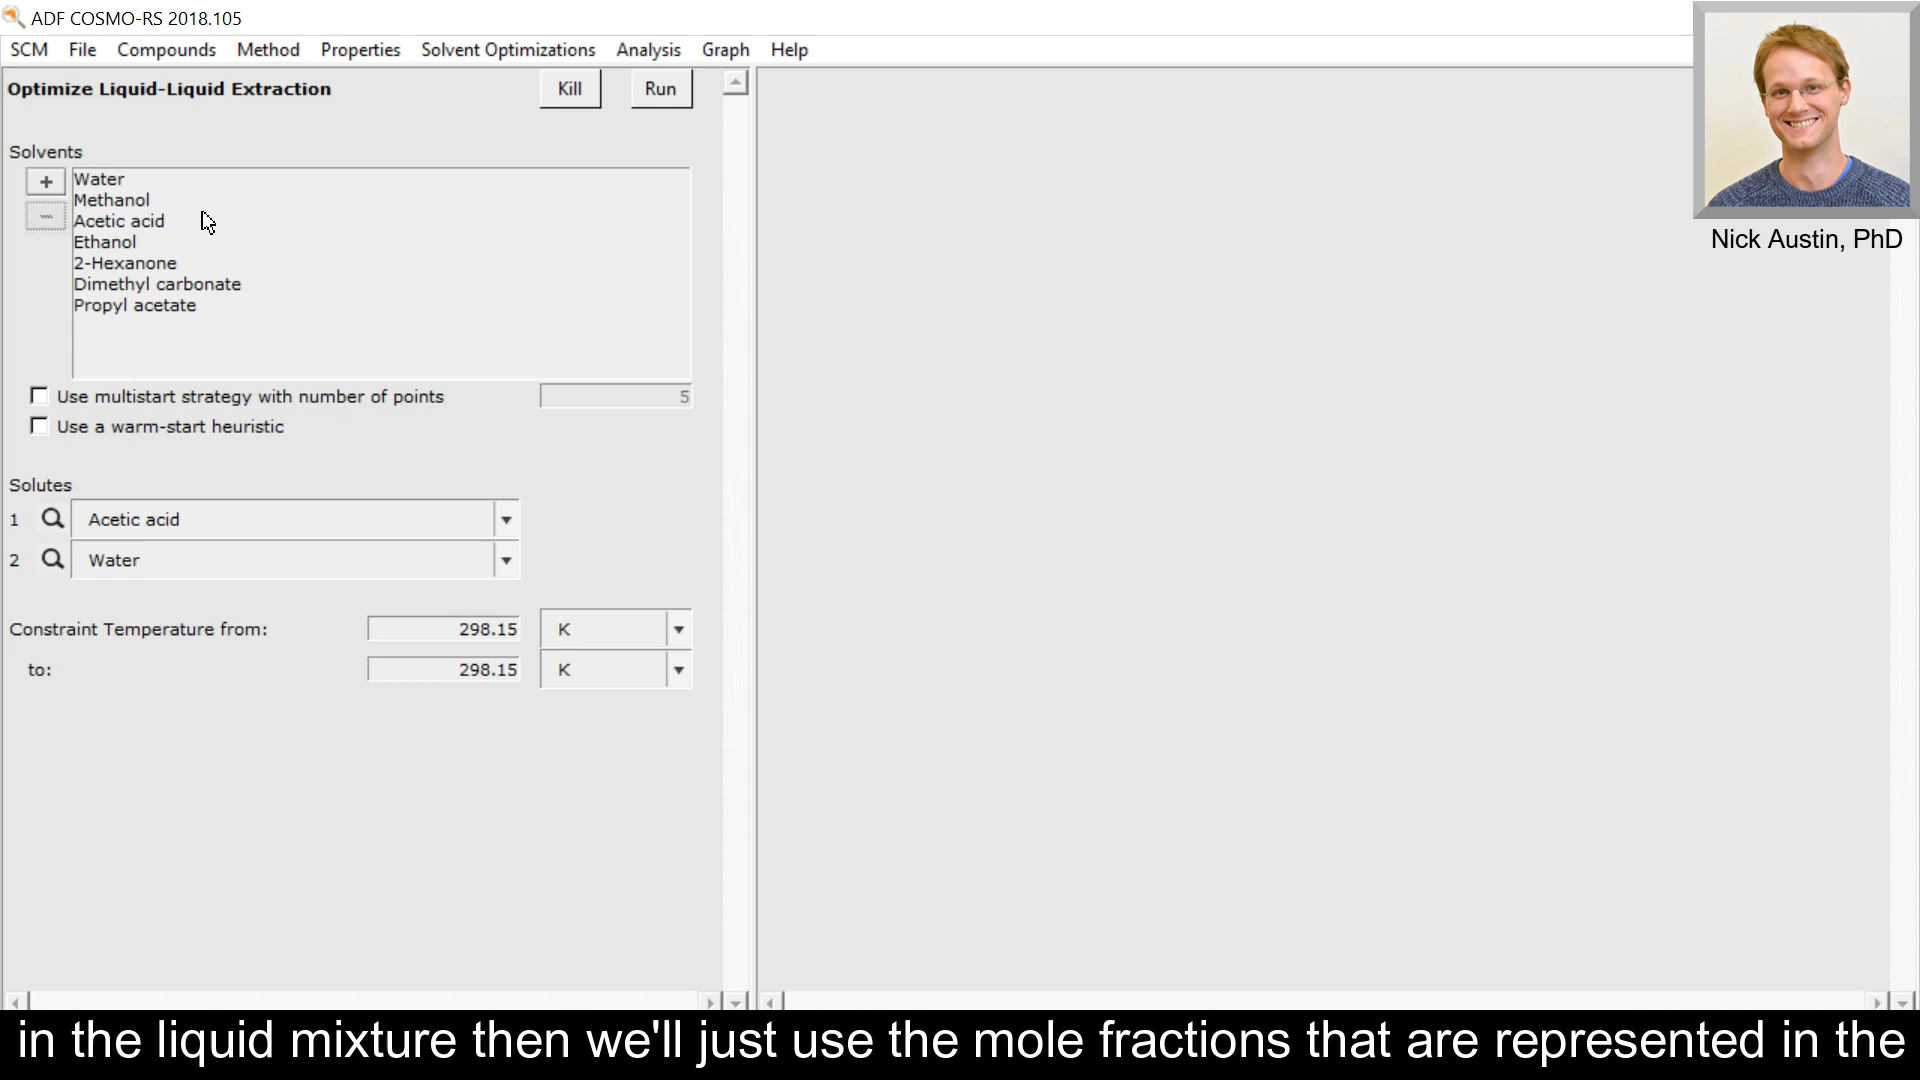 ADF COSMO-RS 2018.105
SCM File Compounds Method Properties Solvent Optimizations Analysis Graph Help
Optimize Liquid-Liquid Extraction Kill Run
Solvents
+ Water
Methanol
Acetic acid
Ethanol
2-Hexanone
Dimethyl carbonate
Propyl acetate
Use multistart strategy with number of points 5
Use a warm-start heuristic
Solutes
1 Acetic acid
2 Water
Constraint Temperature from: 298.15 K
to: 298.15 K
Nick Austin, PhD
in the liquid mixture then we'll just use the mole fractions that are represented in the